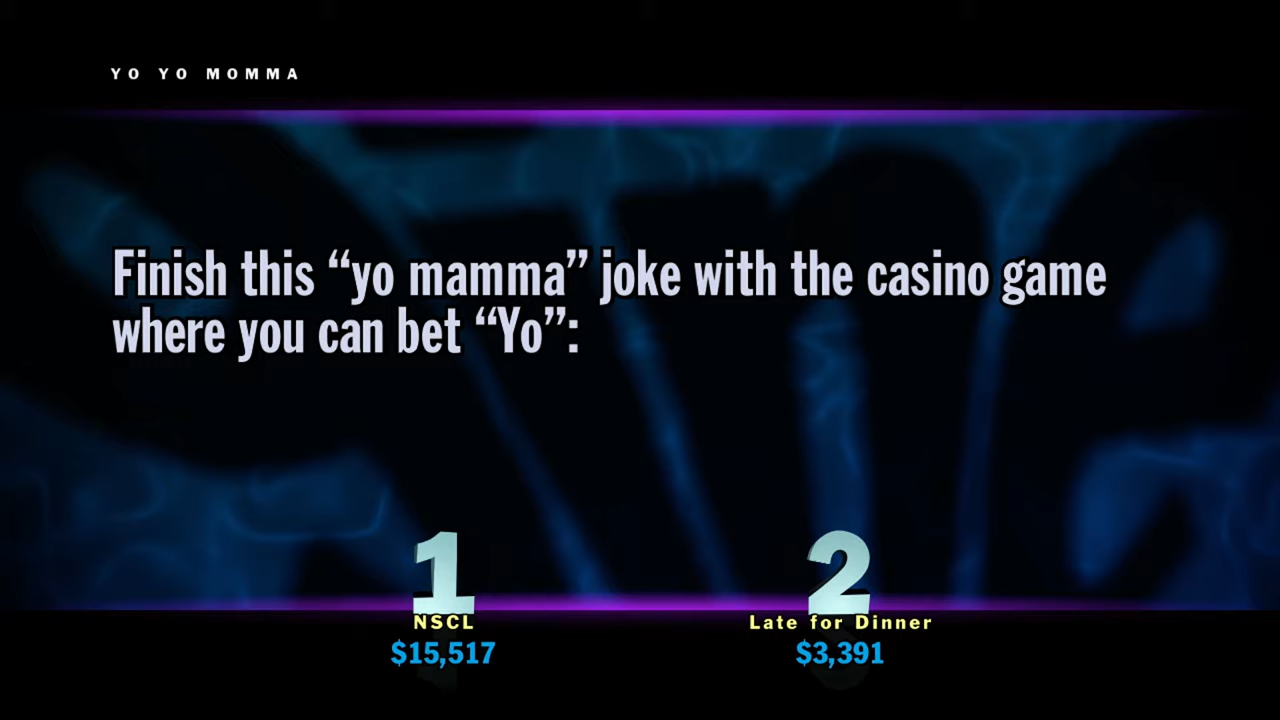 YO YO MOMMA
Finish this “yo mamma” joke with the casino game
where you can bet “Yo”:
1
NSCL
$15,517
2
Late for Dinner
$3,391